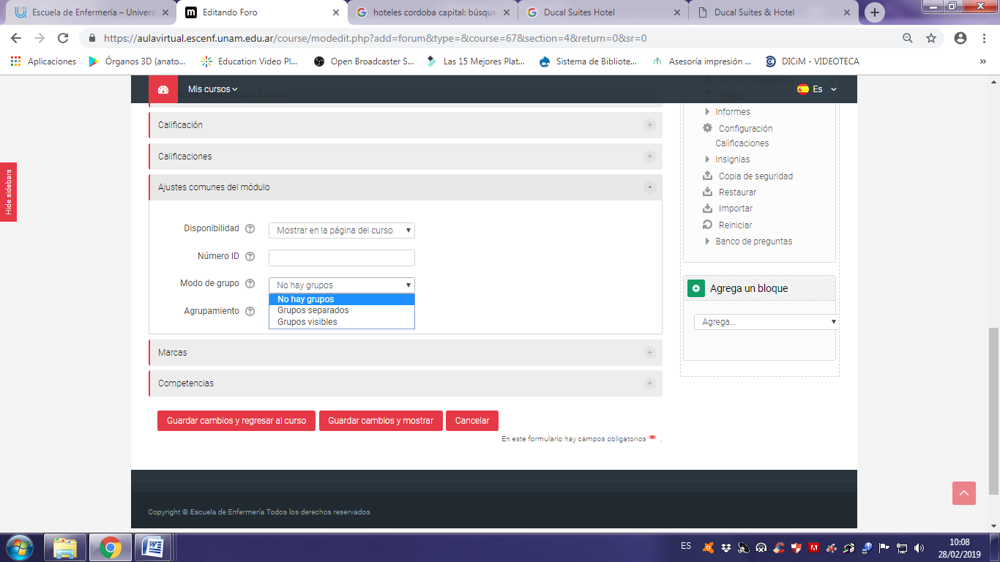 Escuela de Enfermería – Univers
Editando Foro
hoteles cordoba capital: búsque
Ducal Suites Hotel
Ducal Suites & Hotel
https://aulavirtual.escenf.unam.edu.ar/course/modedit.php?add=forum&type=&course=67&section=4&return=0&sr=0
Aplicaciones
Órganos 3D (anato...
Education Video Pl...
Open Broadcaster S...
Las 15 Mejores Plat...
Sistema de Bibliote...
Asesoría impresión ...
DICiM - VIDEOTECA
»
Mis cursos
Es
Hide sidebars
Calificación
Calificaciones
Ajustes comunes del módulo
Disponibilidad
Mostrar en la página del curso
Número ID
Modo de grupo
No hay grupos
No hay grupos
Grupos separados
Grupos visibles
Agrupamiento
Marcas
Competencias
Guardar cambios y regresar al curso
Guardar cambios y mostrar
Cancelar
En este formulario hay campos obligatorios * .
Informes
Configuración
Calificaciones
Insignias
Copia de seguridad
Restaurar
Importar
Reiniciar
Banco de preguntas
Agrega un bloque
Agrega...
Copyright © Escuela de Enfermería Todos los derechos reservados
ES
10:08
28/02/2019